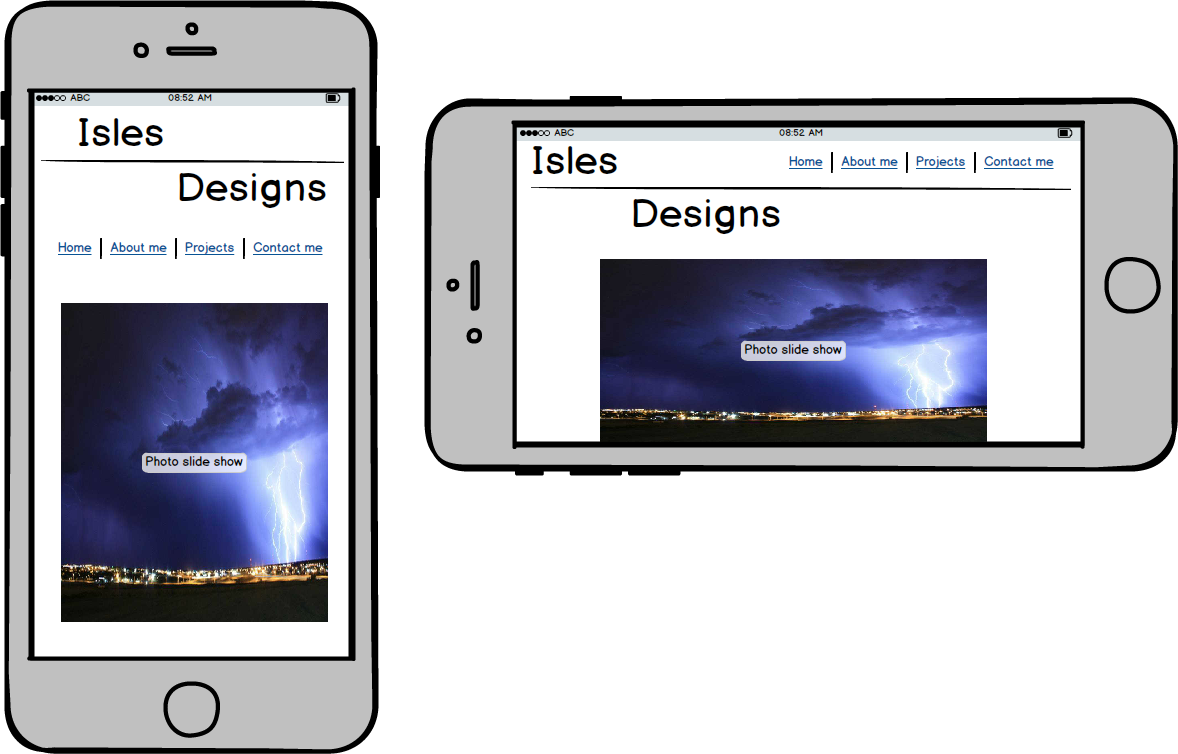 ABC 08:52 AM
Isles
Designs
Home About me Projects Contact me
Photo slide show
ABC 08:52 AM
Isles Home About me Projects Contact me
Designs
Photo slide show